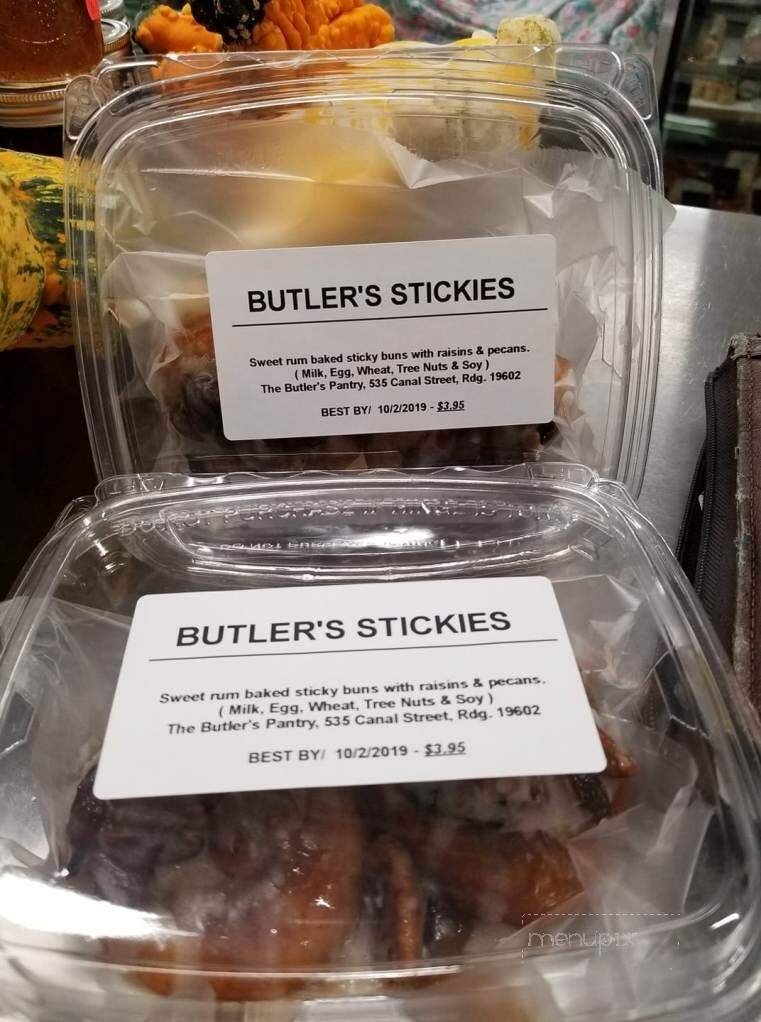 BUTLER'S STICKIES
Sweet rum baked sticky buns with raisins & pecans.
( Milk, Egg, Wheat, Tree Nuts & Soy )
The Butler's Pantry, 535 Canal Street, Rdg. 19602
BEST BY/ 10/2/2019 - $3.95
BUTLER'S STICKIES
Sweet rum baked sticky buns with raisins & pecans.
( Milk, Egg, Wheat, Tree Nuts & Soy )
The Butler's Pantry, 535 Canal Street, Rdg. 19602
BEST BY/ 10/2/2019 - $3.95
menupix